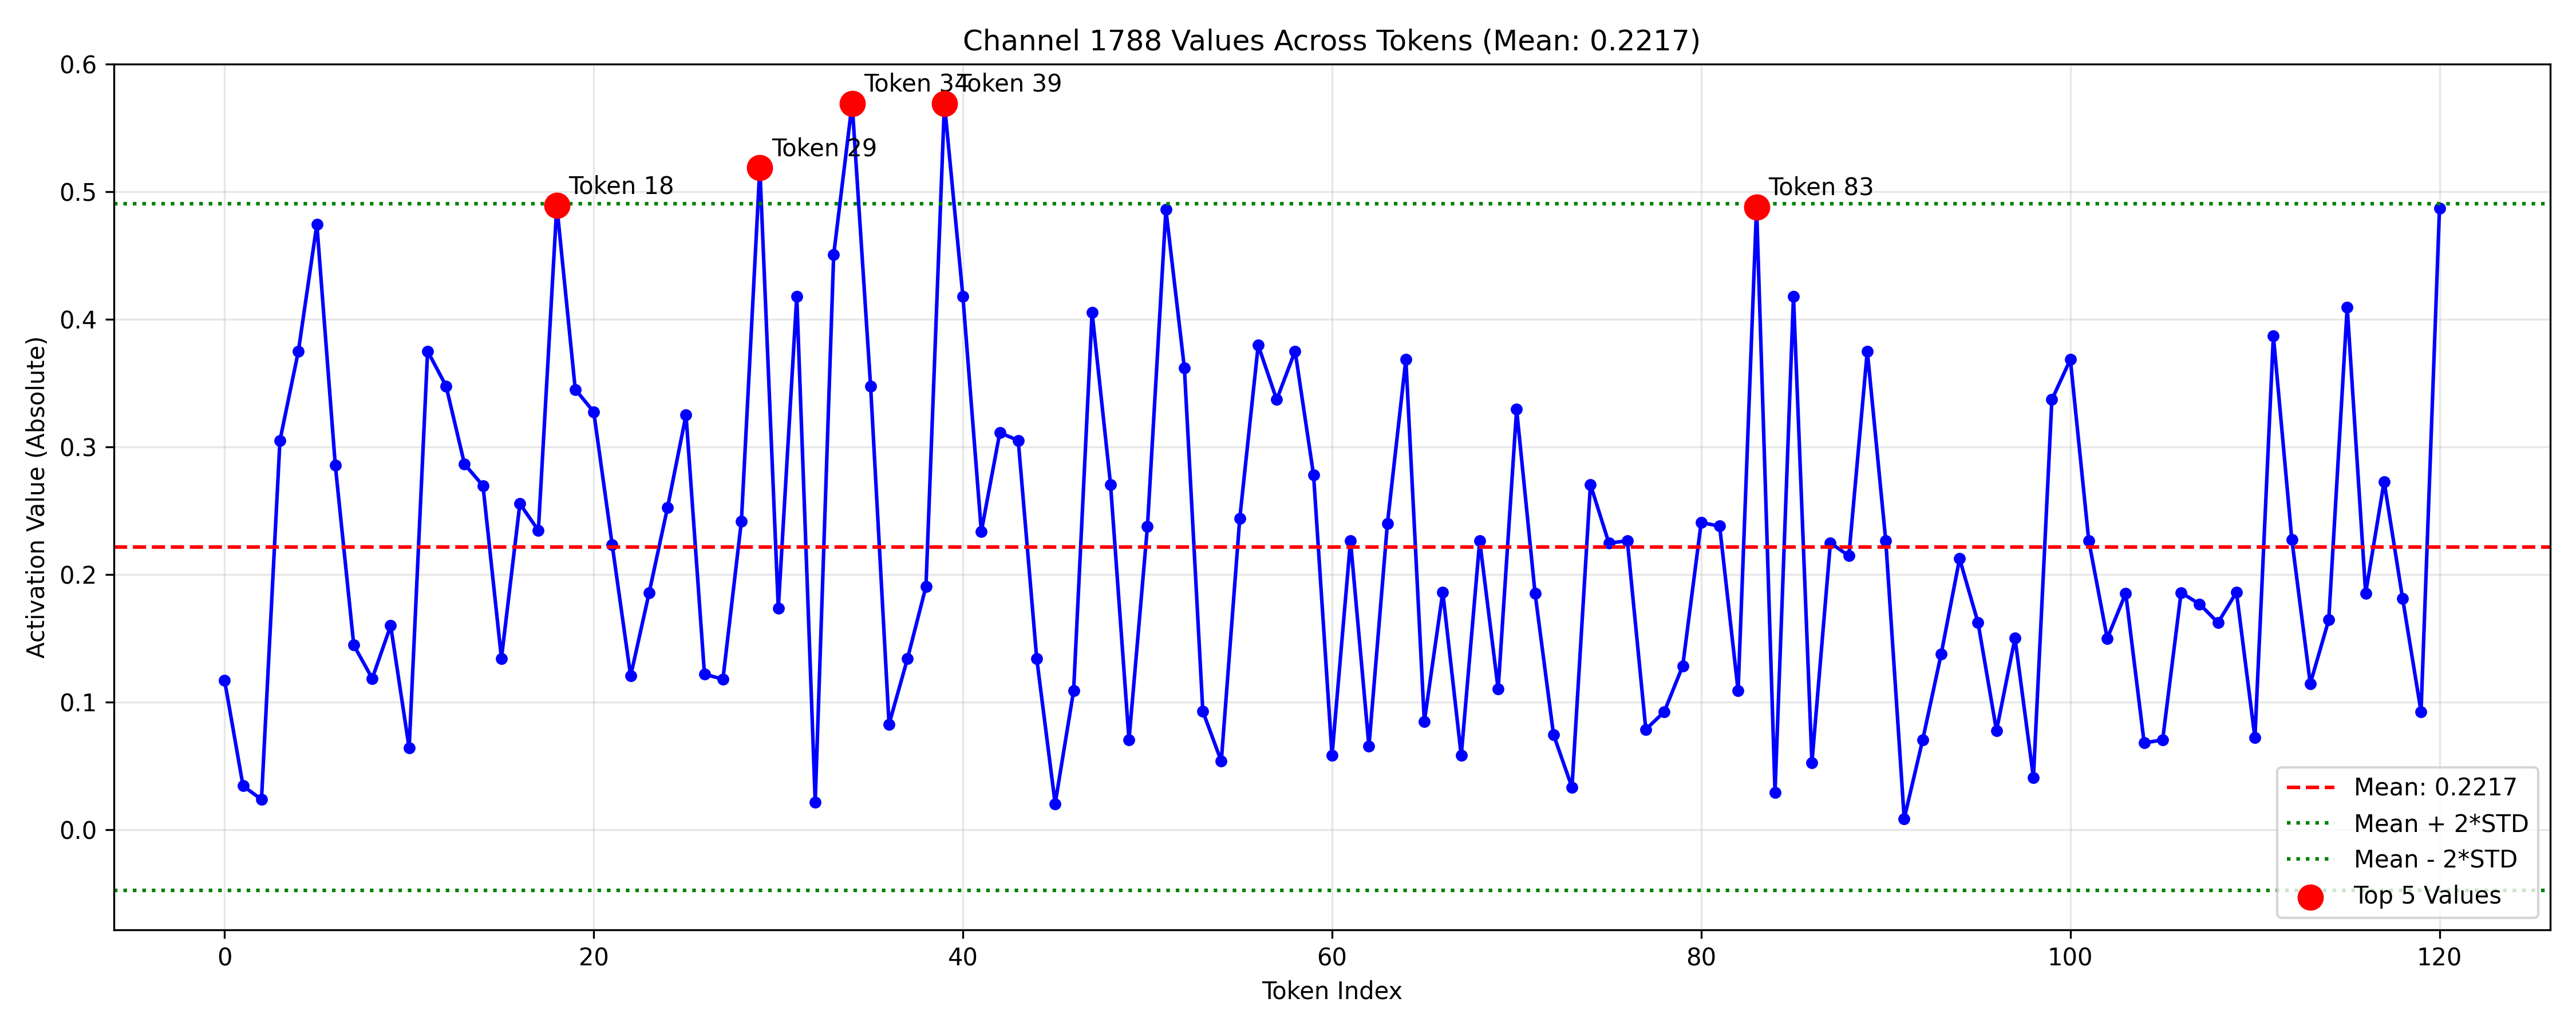 Channel 1788 Values Across Tokens (Mean: 0.2217)
Activation Value (Absolute)
0.6
0.5
0.4
0.3
0.2
0.1
0.0
Token 34
Token 39
Token 29
Token 18
Token 83
Mean: 0.2217
Mean + 2*STD
Mean - 2*STD
Top 5 Values
0 20 40 60 80 100 120
Token Index